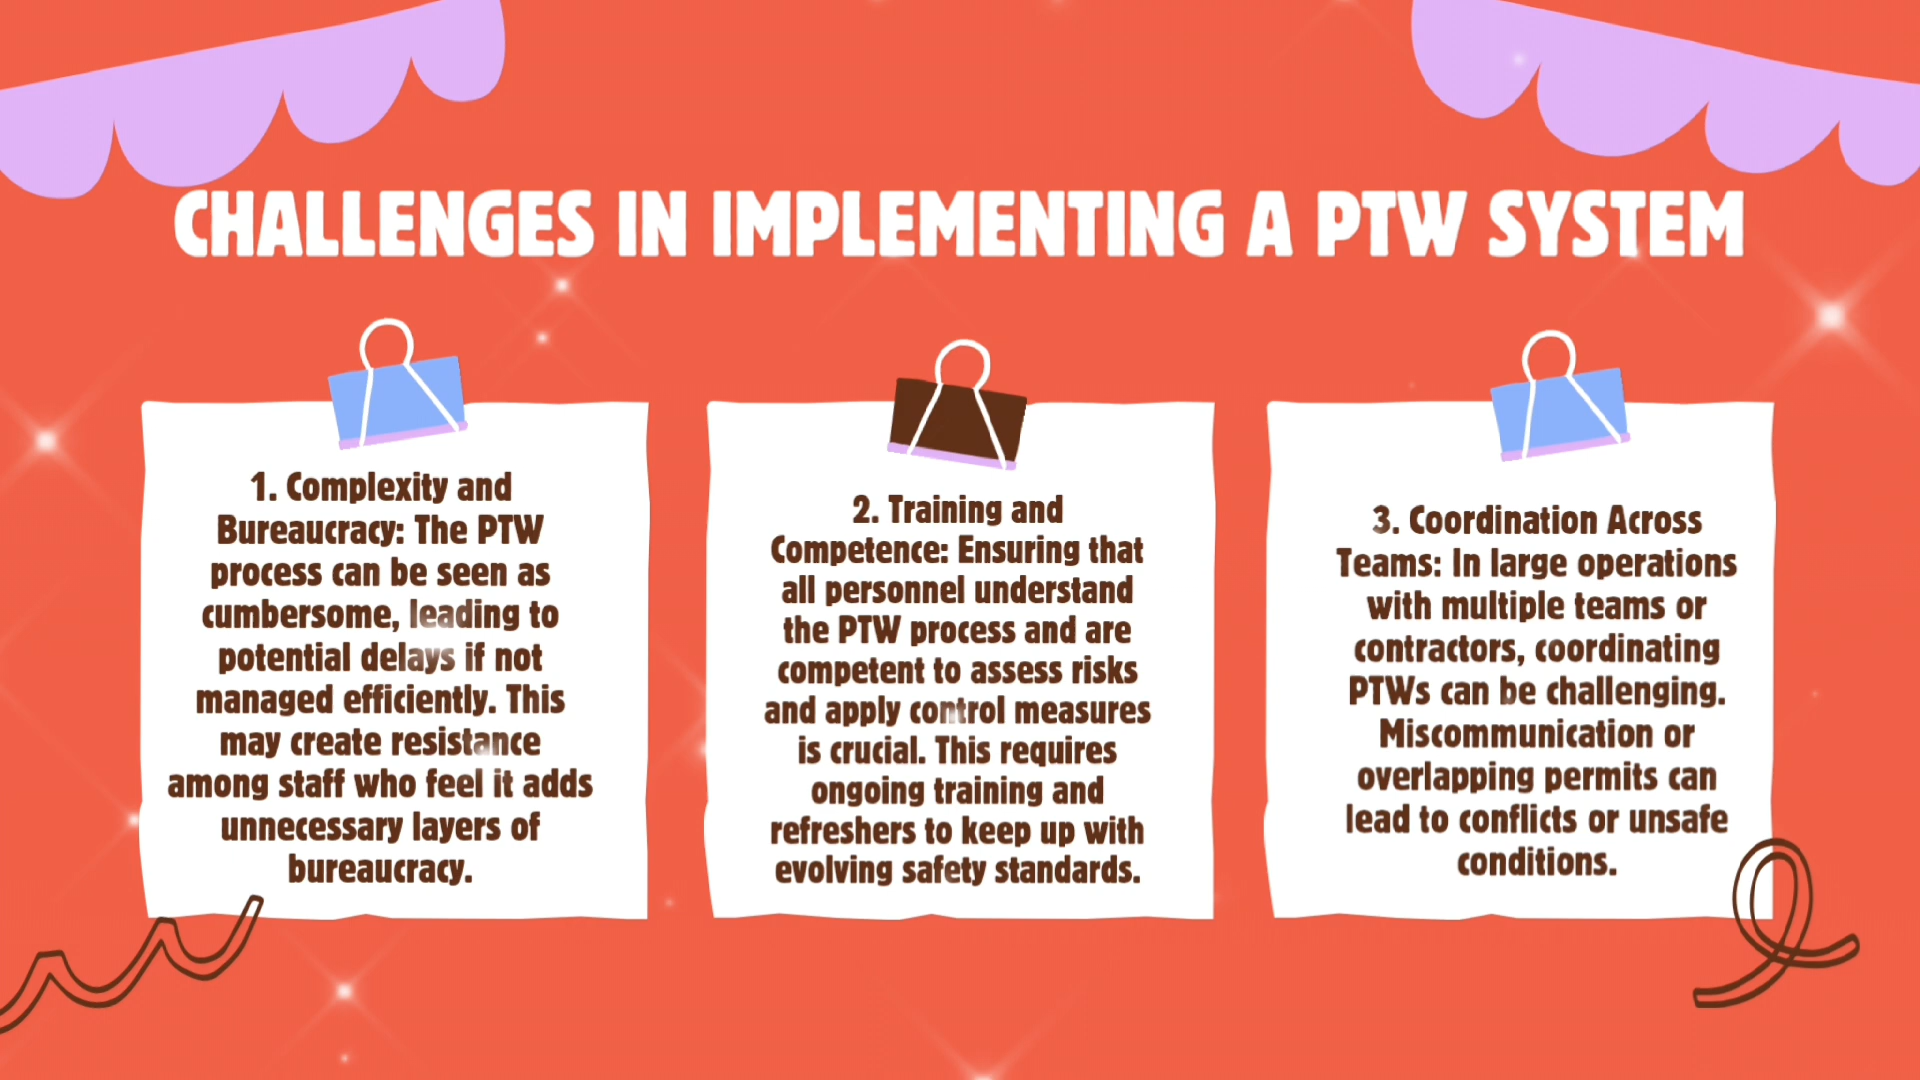 CHALLENGES IN IMPLEMENTING A PTW SYSTEM
1. Complexity and
Bureaucracy: The PTW
process can be seen as
cumbersome, leading to
potential delays if not
managed efficiently. This
may create resistance
among staff who feel it adds
unnecessary layers of
bureaucracy.
2. Training and
Competence: Ensuring that
all personnel understand
the PTW process and are
competent to assess risks
and apply control measures
is crucial. This requires
ongoing training and
refreshers to keep up with
evolving safety standards.
3. Coordination Across
Teams: In large operations
with multiple teams or
contractors, coordinating
PTWs can be challenging.
Miscommunication or
overlapping permits can
lead to conflicts or unsafe
conditions.